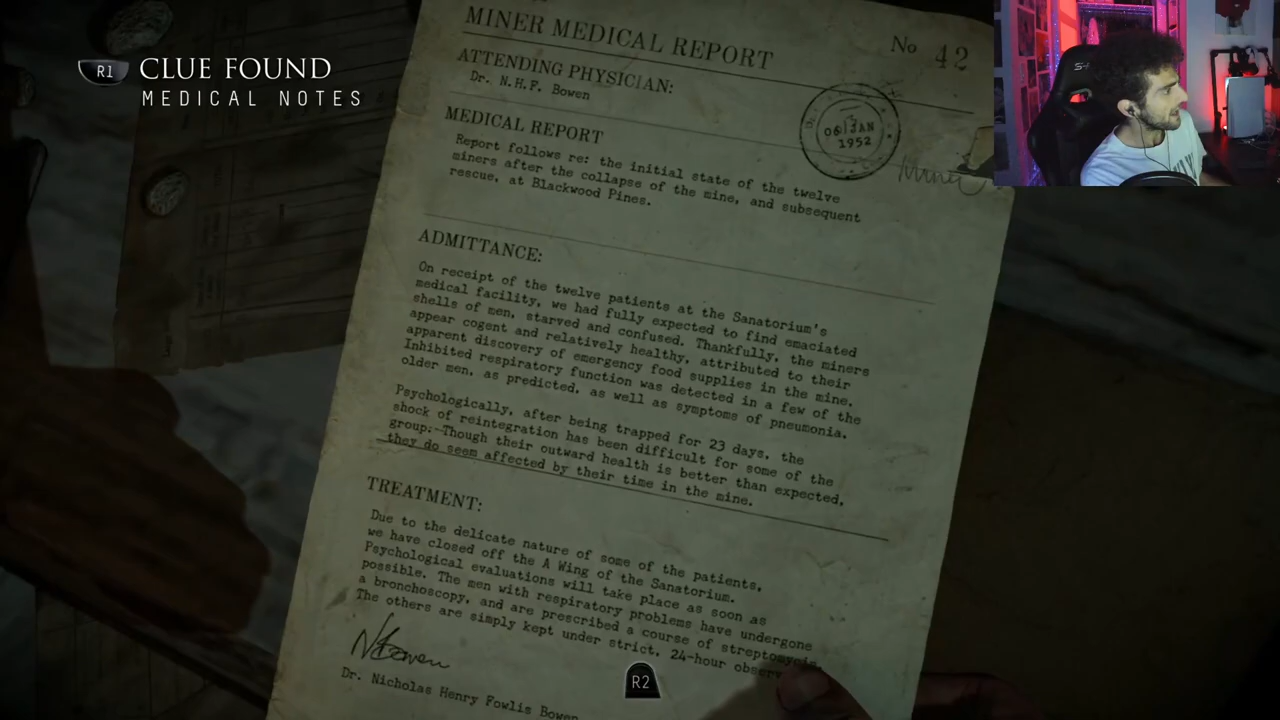 R1 CLUE FOUND
MEDICAL NOTES
MINER MEDICAL REPORT
No 42
ATTENDING PHYSICIAN:
Dr. N.H.F. Bowen
06 JAN
1952
MEDICAL REPORT
Report follows re: the initial state of the twelve
miners after the collapse of the mine, and subsequent
rescue, at Blackwood Pines.
ADMITTANCE:
On receipt of the twelve patients at the Sanatorium's
medical facility, we had fully expected to find emaciated
shells of men, starved and confused. Thankfully, the miners
appear cogent and relatively healthy, attributed to their
apparent discovery of emergency food supplies in the mine.
Inhibited respiratory function was detected in a few of the
older men, as predicted, as well as symptoms of pneumonia.
Psychologically, after being trapped for 23 days, the
shock of reintegration has been difficult for some of the
group. Though their outward health is better than expected,
they do seem affected by their time in the mine.
TREATMENT:
Due to the delicate nature of some of the patients,
we have closed off the A Wing of the Sanatorium.
Psychological evaluations will take place as soon as
possible. The men with respiratory problems have undergone
a bronchoscopy, and are prescribed a course of streptomycin
The others are simply kept under strict, 24-hour
Dr. Nicholas Henry Fowlis Bowen
R2